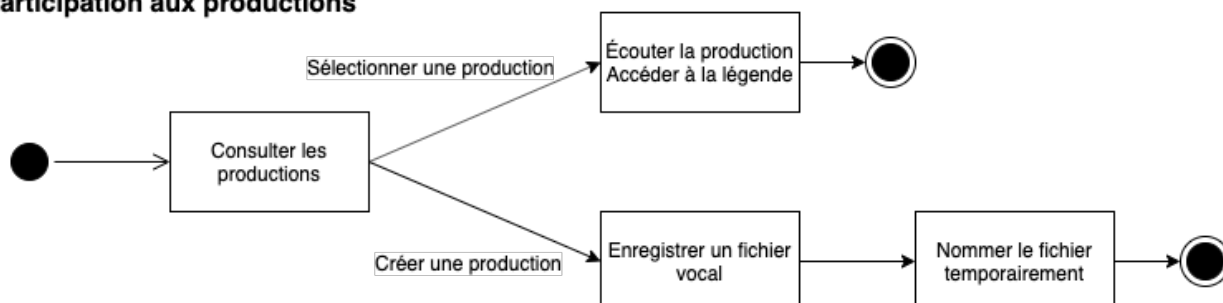 articipation aux productions
Sélectionner une production
Écouter la production
Accéder à la légende
Consulter les
productions
Créer une production
Enregistrer un fichier
vocal
Nommer le fichier
temporairement